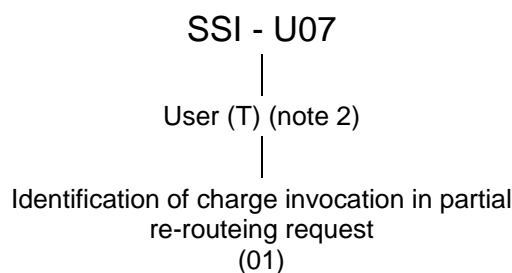 SSI - U07
User (T) (note 2)
Identification of charge invocation in partial
re-routeing request
(01)